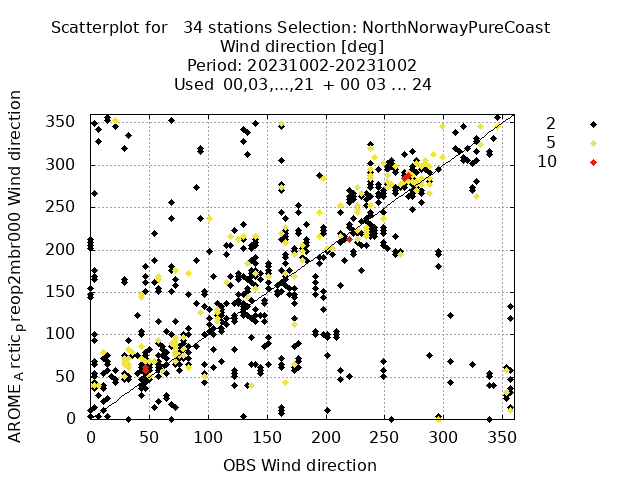 Scatterplot for 34 stations Selection: NorthNorwayPureCoast
Wind direction [deg]
Period: 20231002-20231002
Used 00,03,...,21 + 00 03 ... 24
AROME_Arctic_preop2mbr000 Wind direction
350
300
250
200
150
100
50
0
0 50 100 150 200 250 300 350
OBS Wind direction
2
5
10